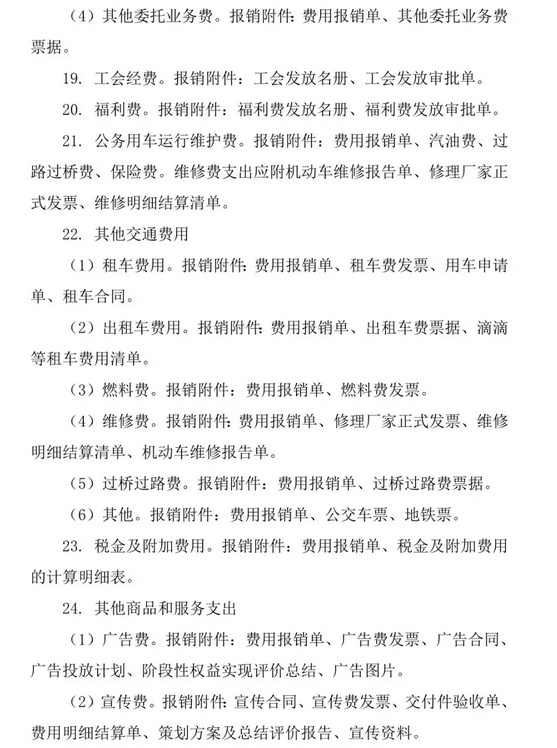 （4）其他委托业务费。报销附件：费用报销单、其他委托业务费
票据。
19. 工会经费。报销附件：工会发放名册、工会发放审批单。
20. 福利费。报销附件：福利费发放名册、福利费发放审批单。
21. 公务用车运行维护费。报销附件：费用报销单、汽油费、过
路过桥费、保险费。维修费支出应附机动车维修报告单、修理厂家正
式发票、维修明细结算清单。
22. 其他交通费用
（1）租车费用。报销附件：费用报销单、租车费发票、用车申请
单、租车合同。
（2）出租车费用。报销附件：费用报销单、出租车费票据、滴滴
等租车费用清单。
（3）燃料费。报销附件：费用报销单、燃料费发票。
（4）维修费。报销附件：费用报销单、修理厂家正式发票、维修
明细结算清单、机动车维修报告单。
（5）过桥过路费。报销附件：费用报销单、过桥过路费票据。
（6）其他。报销附件：费用报销单、公交车票、地铁票。
23. 税金及附加费用。报销附件：费用报销单、税金及附加费用
的计算明细表。
24. 其他商品和服务支出
（1）广告费。报销附件：费用报销单、广告费发票、广告合同、
广告投放计划、阶段性权益实现评价总结、广告图片。
（2）宣传费。报销附件：宣传合同、宣传费发票、交付件验收单、
费用明细结算单、策划方案及总结评价报告、宣传资料。